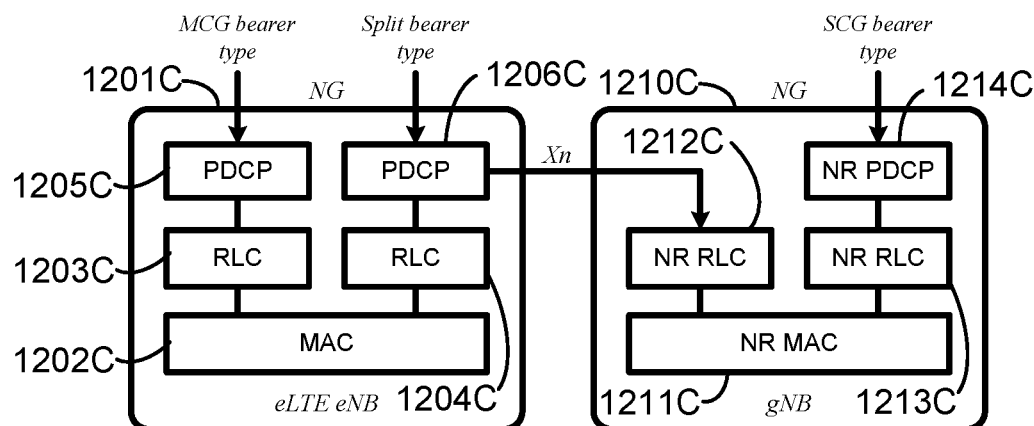 MCG bearer type
Split bearer type
SCG bearer type
1201C
NG
1206C
1210C
NG
1214C
1212C
Xn
1205C
PDCP
PDCP
NR PDCP
1203C
RLC
RLC
NR RLC
NR RLC
1202C
MAC
NR MAC
eLTE eNB
1204C
1211C
gNB
1213C